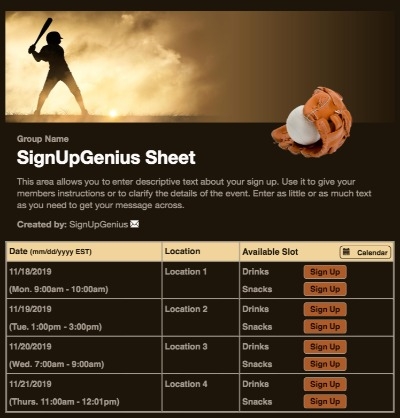 Group Name
SignUpGenius Sheet
This area allows you to enter descriptive text about your sign up. Use it to give your
members instructions or to clarify the details of the event. Enter as little or as much text
as you need to get your message across.
Created by: SignUpGenius
Date (mm/dd/yyyy EST) Location Available Slot Calendar
11/18/2019 Location 1 Drinks Sign Up
(Mon. 9:00am - 10:00am) Snacks Sign Up
11/19/2019 Location 2 Drinks Sign Up
(Tue. 1:00pm - 3:00pm) Snacks Sign Up
11/20/2019 Location 3 Drinks Sign Up
(Wed. 7:00am - 9:00am) Snacks Sign Up
11/21/2019 Location 4 Drinks Sign Up
(Thurs. 11:00am - 12:01pm) Snacks Sign Up